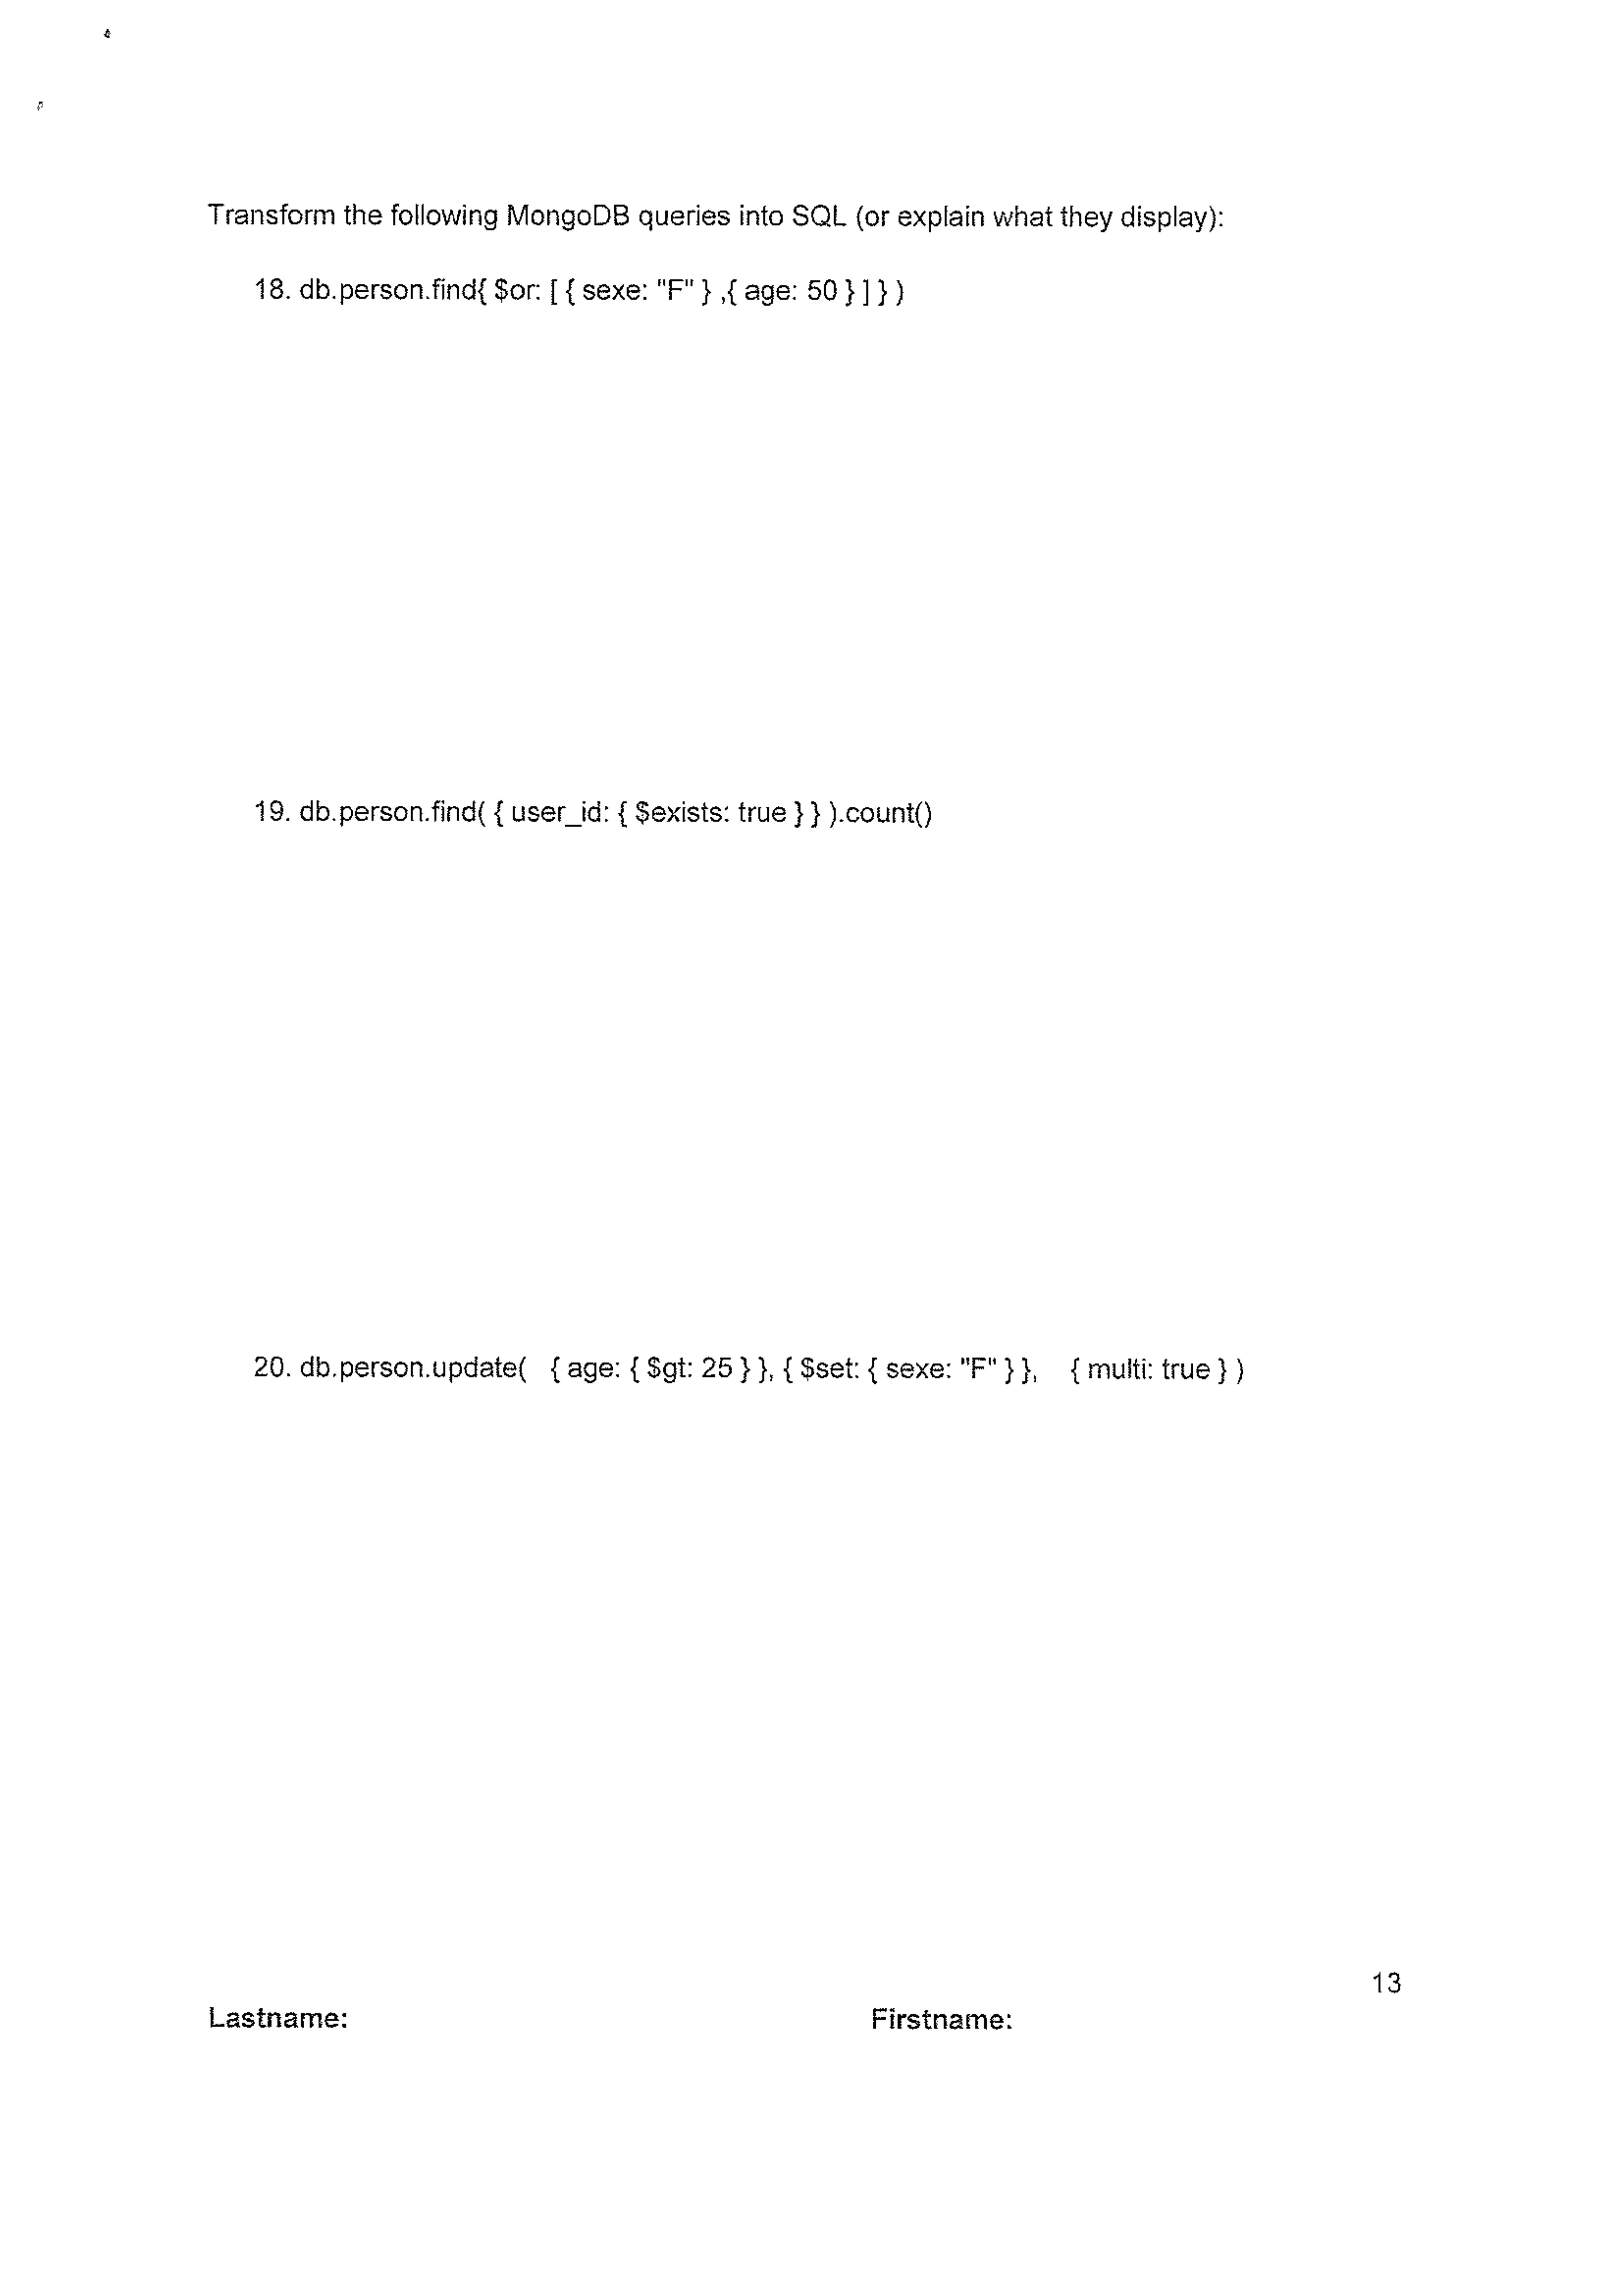 Transform the following MongoDB queries into SQL (or explain what they display):
18. db.person.find{ $or: [ { sexe: "F" } ,{ age: 50 } ] } )
19. db.person.find( { user_id: { $exists: true } } ).count()
20. db.person.update( { age: { $gt: 25 } }, { $set: { sexe: "F" } }, { multi: true } )
13
Lastname: Firstname: